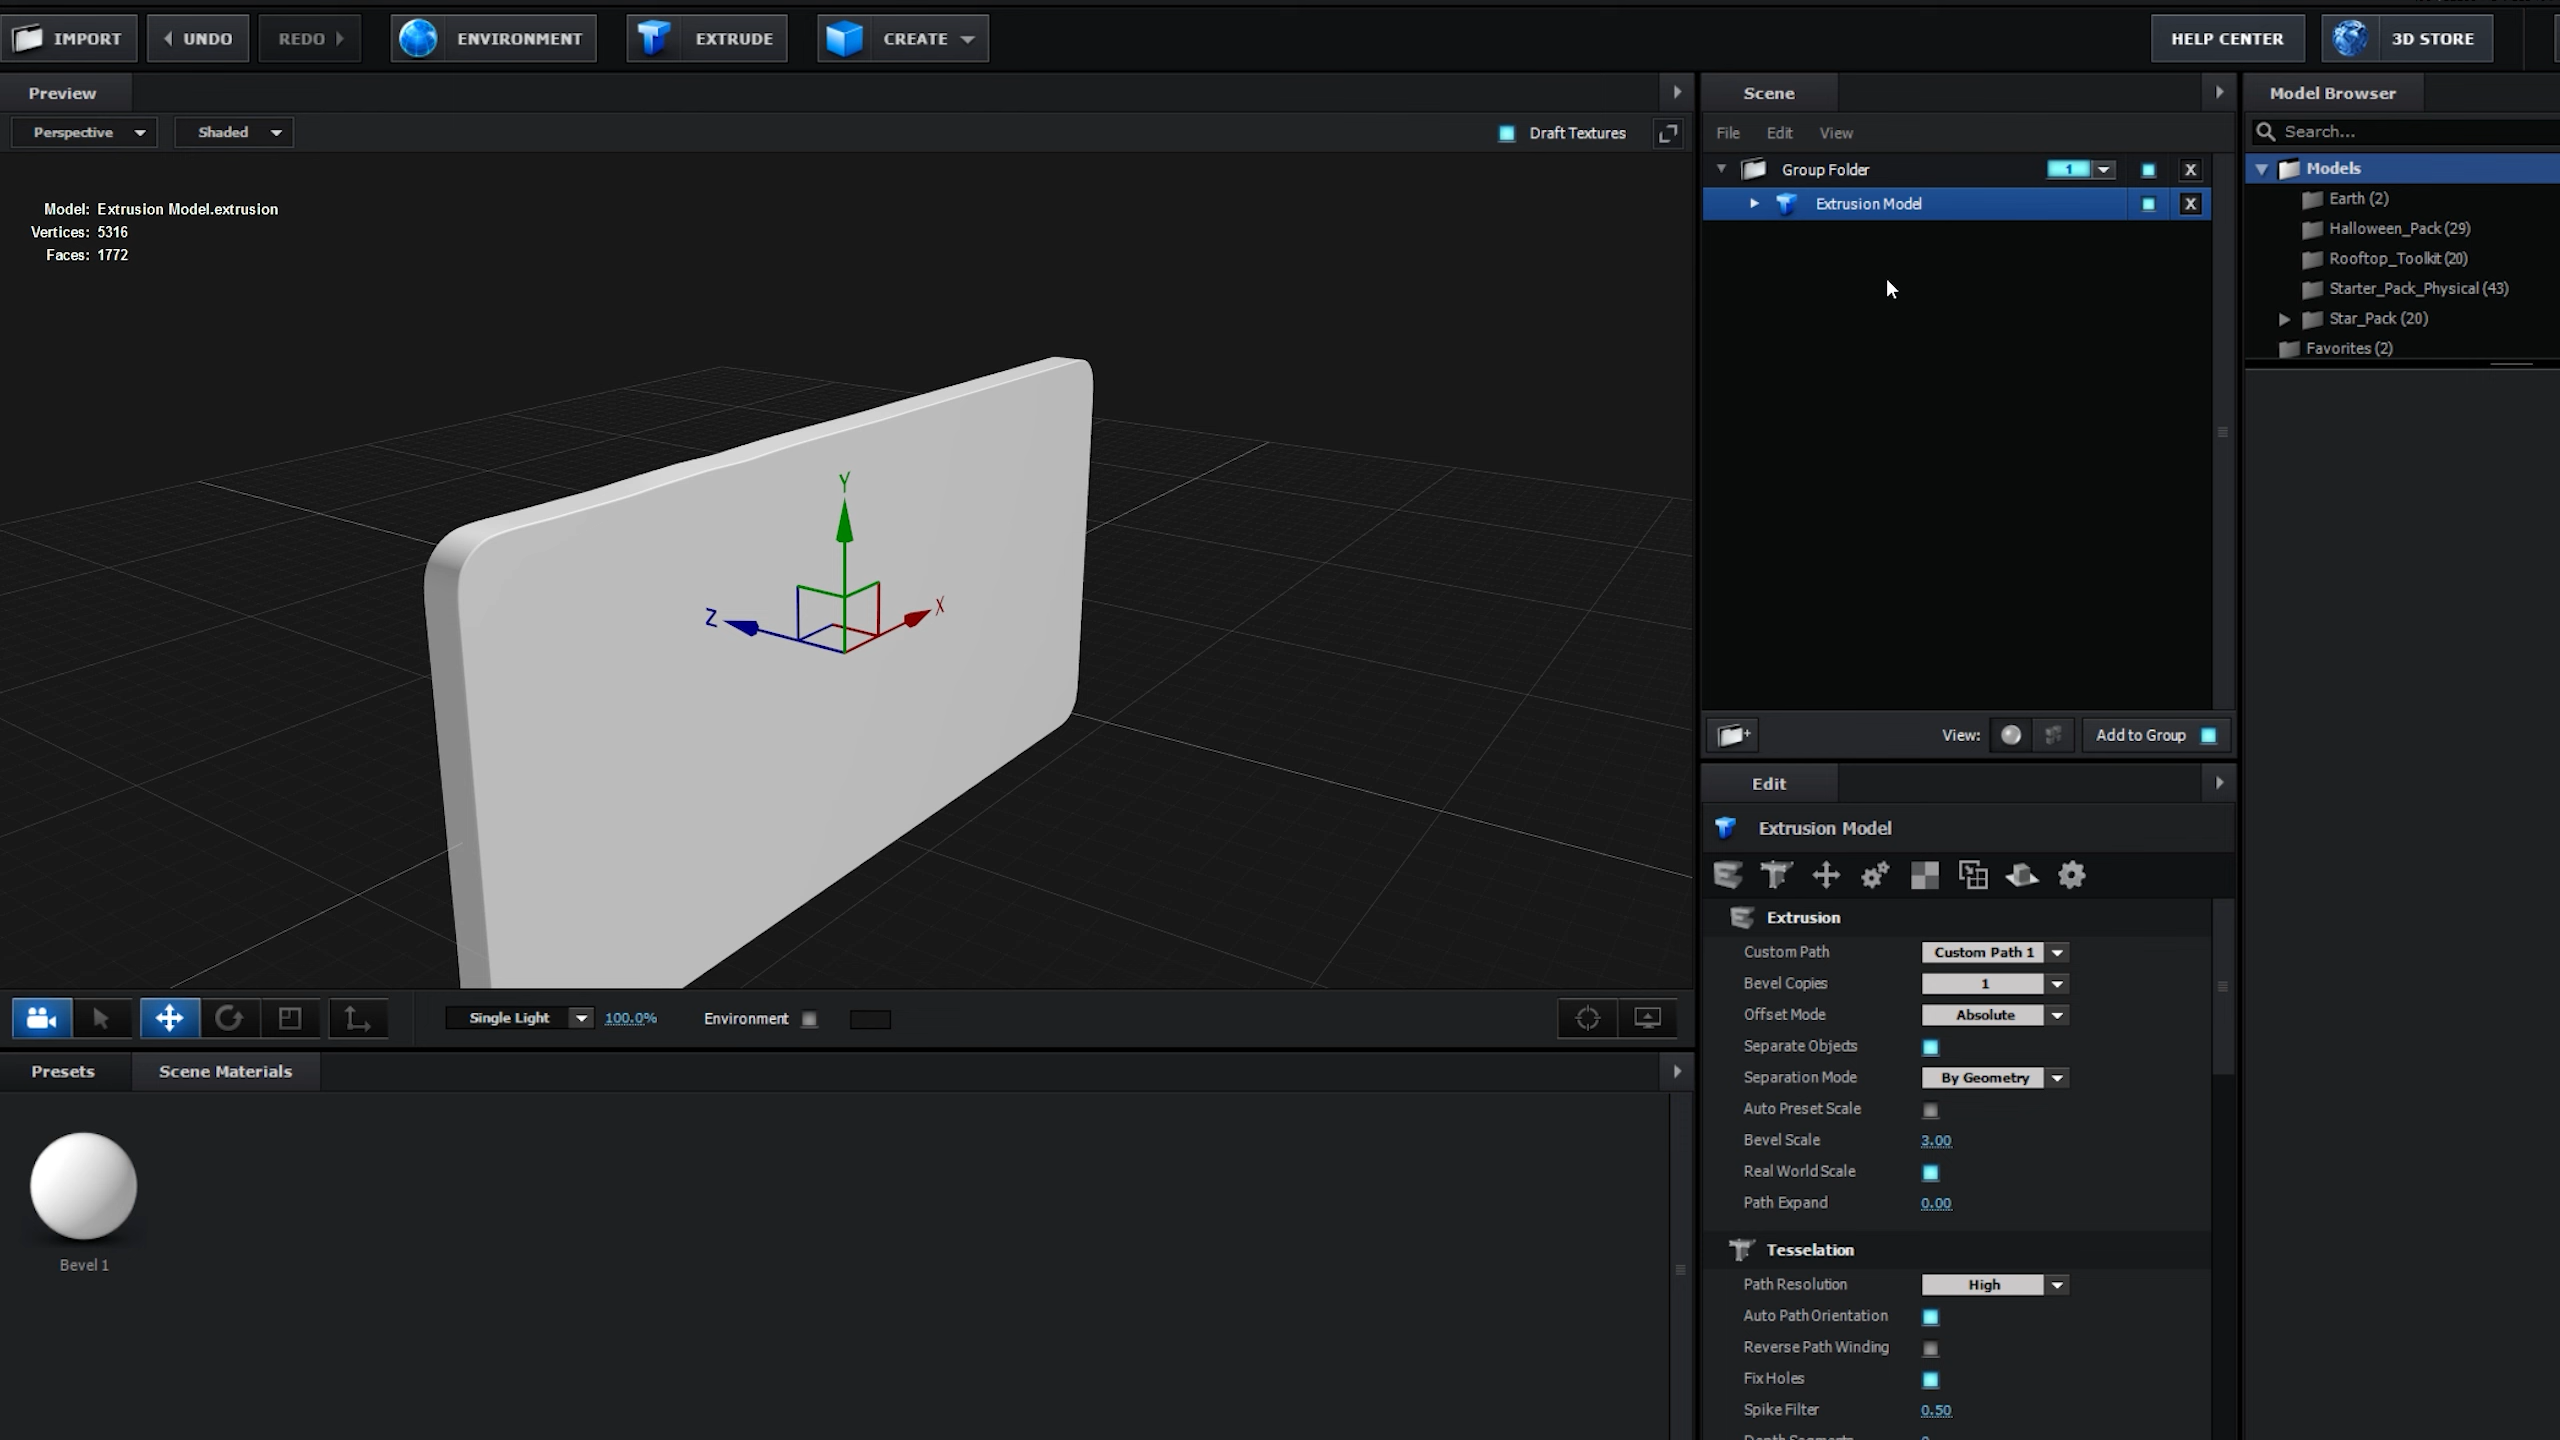 IMPORT UNDO REDO ENVIRONMENT EXTRUDE CREATE HELP CENTER 3D STORE
Preview
Perspective Shaded Draft Textures
Model: Extrusion Model.extrusion
Vertices: 5316
Faces: 1772
Y
Z X
Single Light 100.0% Environment
Presets Scene Materials
Bevel 1
Scene
File Edit View
Group Folder 1 X
Extrusion Model X
View: Add to Group
Edit
Extrusion Model
Extrusion
Custom Path Custom Path 1
Bevel Copies 1
Offset Mode Absolute
Separate Objects
Separation Mode By Geometry
Auto Preset Scale
Bevel Scale 3.00
Real World Scale
Path Expand 0.00
Tesselation
Path Resolution High
Auto Path Orientation
Reverse Path Winding
Fix Holes
Spike Filter 0.50
Model Browser
Search...
Models
Earth (2)
Halloween_Pack (29)
Rooftop_Toolkit (20)
Starter_Pack_Physical (43)
Star_Pack (20)
Favorites (2)